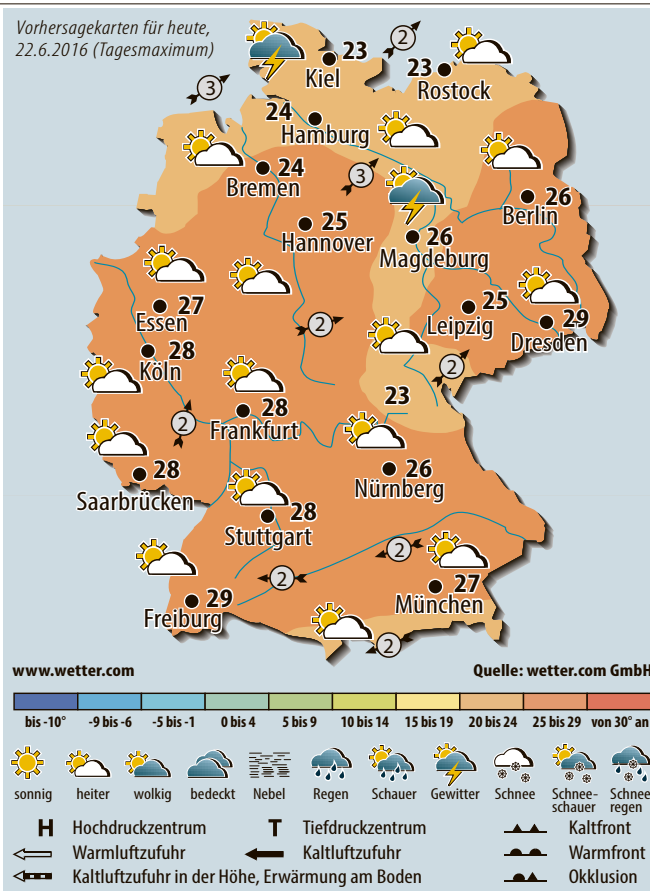 Vorhersagekarten für heute,
22.6.2016 (Tagesmaximum)
23
Kiel
2
23
Rostock
3
24
Hamburg
24
Bremen
3
26
Berlin
25
Hannover
26
Magdeburg
27
Essen
2
25
Leipzig
29
Dresden
28
Köln
2
23
28
Frankfurt
2
28
Saarbrücken
26
Nürnberg
28
Stuttgart
2
2
29
Freiburg
27
München
2
www.wetter.com Quelle: wetter.com GmbH
bis -10° -9 bis -6 -5 bis -1 0 bis 4 5 bis 9 10 bis 14 15 bis 19 20 bis 24 25 bis 29 von 30° an
sonnig heiter wolkig bedeckt Nebel Regen Schauer Gewitter Schnee Schnee- Schnee-
schauer regen
H Hochdruckzentrum T Tiefdruckzentrum Kaltfront
Warmluftzufuhr Kaltluftzufuhr Warmfront
Kaltluftzufuhr in der Höhe, Erwärmung am Boden Okklusion